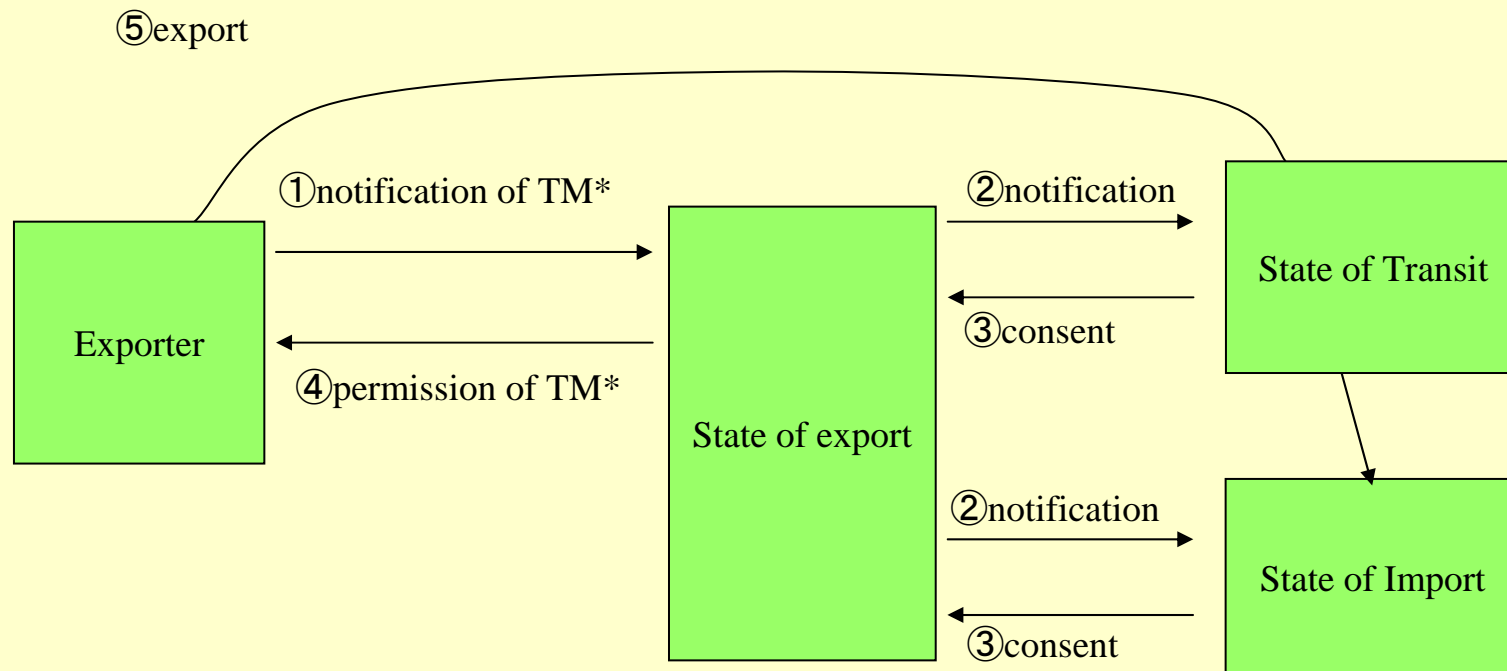 ⑤export
①notification of TM*
②notification
State of Transit
③consent
Exporter
④permission of TM*
State of export
②notification
State of Import
③consent